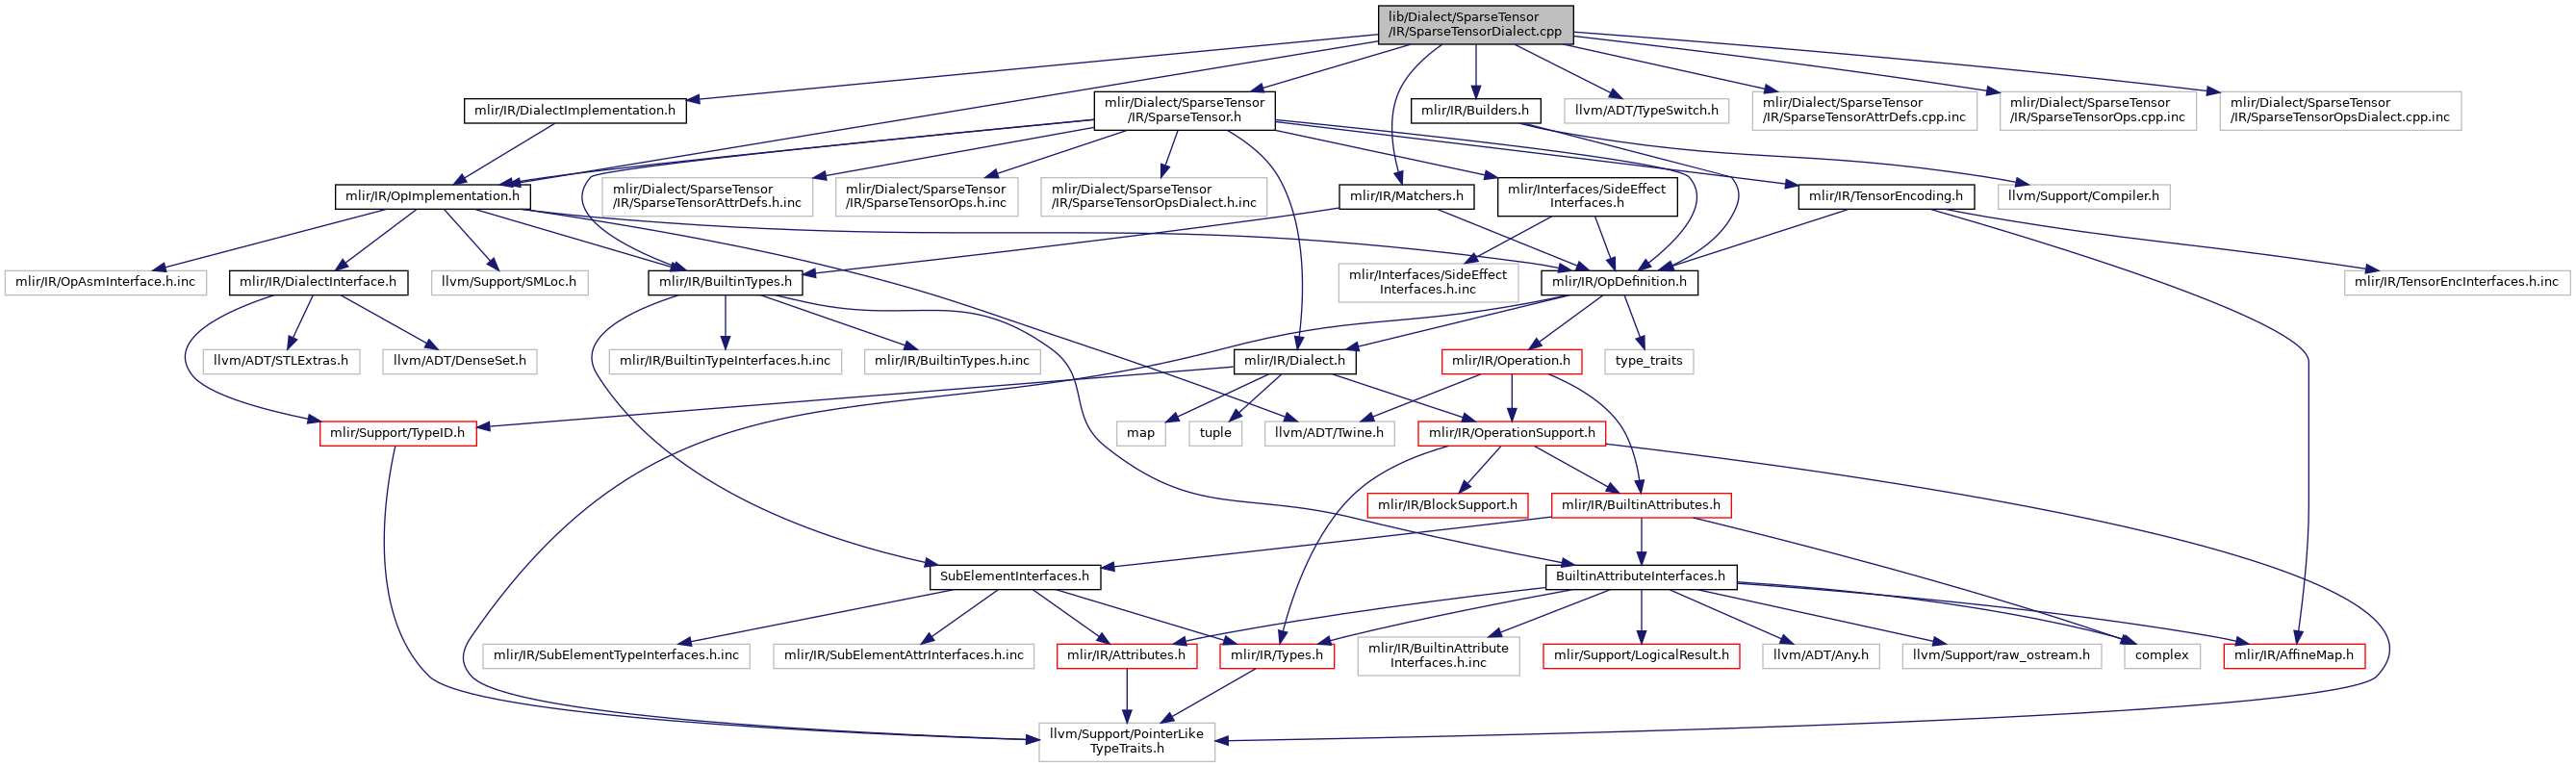 lib/Dialect/SparseTensor
/IR/SparseTensorDialect.cpp
mlir/IR/DialectImplementation.h
mlir/Dialect/SparseTensor
/IR/SparseTensor.h
mlir/IR/Builders.h
llvm/ADT/TypeSwitch.h
mlir/Dialect/SparseTensor
/IR/SparseTensorAttrDefs.cpp.inc
mlir/Dialect/SparseTensor
/IR/SparseTensorOps.cpp.inc
mlir/Dialect/SparseTensor
/IR/SparseTensorOpsDialect.cpp.inc
mlir/IR/OpImplementation.h
mlir/Dialect/SparseTensor
/IR/SparseTensorAttrDefs.h.inc
mlir/Dialect/SparseTensor
/IR/SparseTensorOps.h.inc
mlir/Dialect/SparseTensor
/IR/SparseTensorOpsDialect.h.inc
mlir/IR/Matchers.h
mlir/Interfaces/SideEffect
Interfaces.h
mlir/IR/TensorEncoding.h
llvm/Support/Compiler.h
mlir/IR/OpAsmInterface.h.inc
mlir/IR/DialectInterface.h
llvm/Support/SMLoc.h
mlir/IR/BuiltinTypes.h
mlir/Interfaces/SideEffect
Interfaces.h.inc
mlir/IR/OpDefinition.h
mlir/IR/TensorEncInterfaces.h.inc
llvm/ADT/STLExtras.h
llvm/ADT/DenseSet.h
mlir/IR/BuiltinTypeInterfaces.h.inc
mlir/IR/BuiltinTypes.h.inc
mlir/IR/Dialect.h
mlir/IR/Operation.h
type_traits
mlir/Support/TypeID.h
map
tuple
llvm/ADT/Twine.h
mlir/IR/OperationSupport.h
mlir/IR/BlockSupport.h
mlir/IR/BuiltinAttributes.h
SubElementInterfaces.h
BuiltinAttributeInterfaces.h
mlir/IR/SubElementTypeInterfaces.h.inc
mlir/IR/SubElementAttrInterfaces.h.inc
mlir/IR/Attributes.h
mlir/IR/Types.h
mlir/IR/BuiltinAttribute
Interfaces.h.inc
mlir/Support/LogicalResult.h
llvm/ADT/Any.h
llvm/Support/raw_ostream.h
complex
mlir/IR/AffineMap.h
llvm/Support/PointerLike
TypeTraits.h